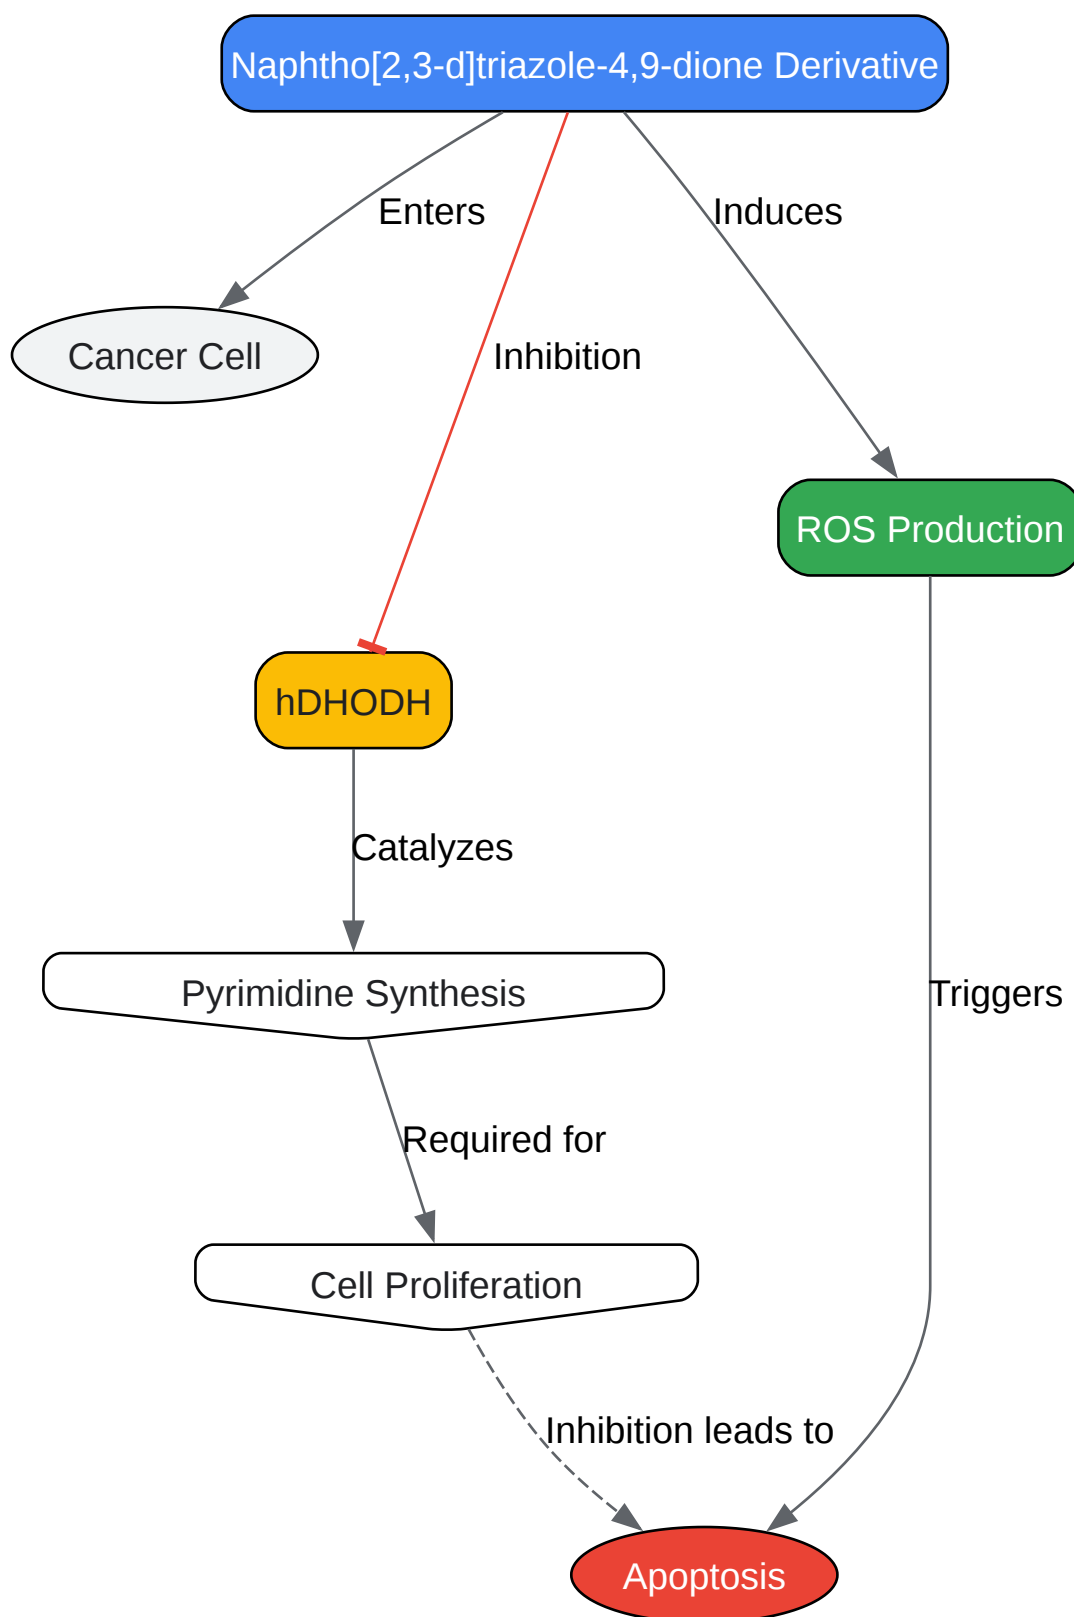 Naphtho[2,3-d]triazole-4,9-dione Derivative
Enters
Induces
Cancer Cell
Inhibition
ROS Production
hDHODH
Catalyzes
Pyrimidine Synthesis
Triggers
Required for
Cell Proliferation
Inhibition leads to
Apoptosis